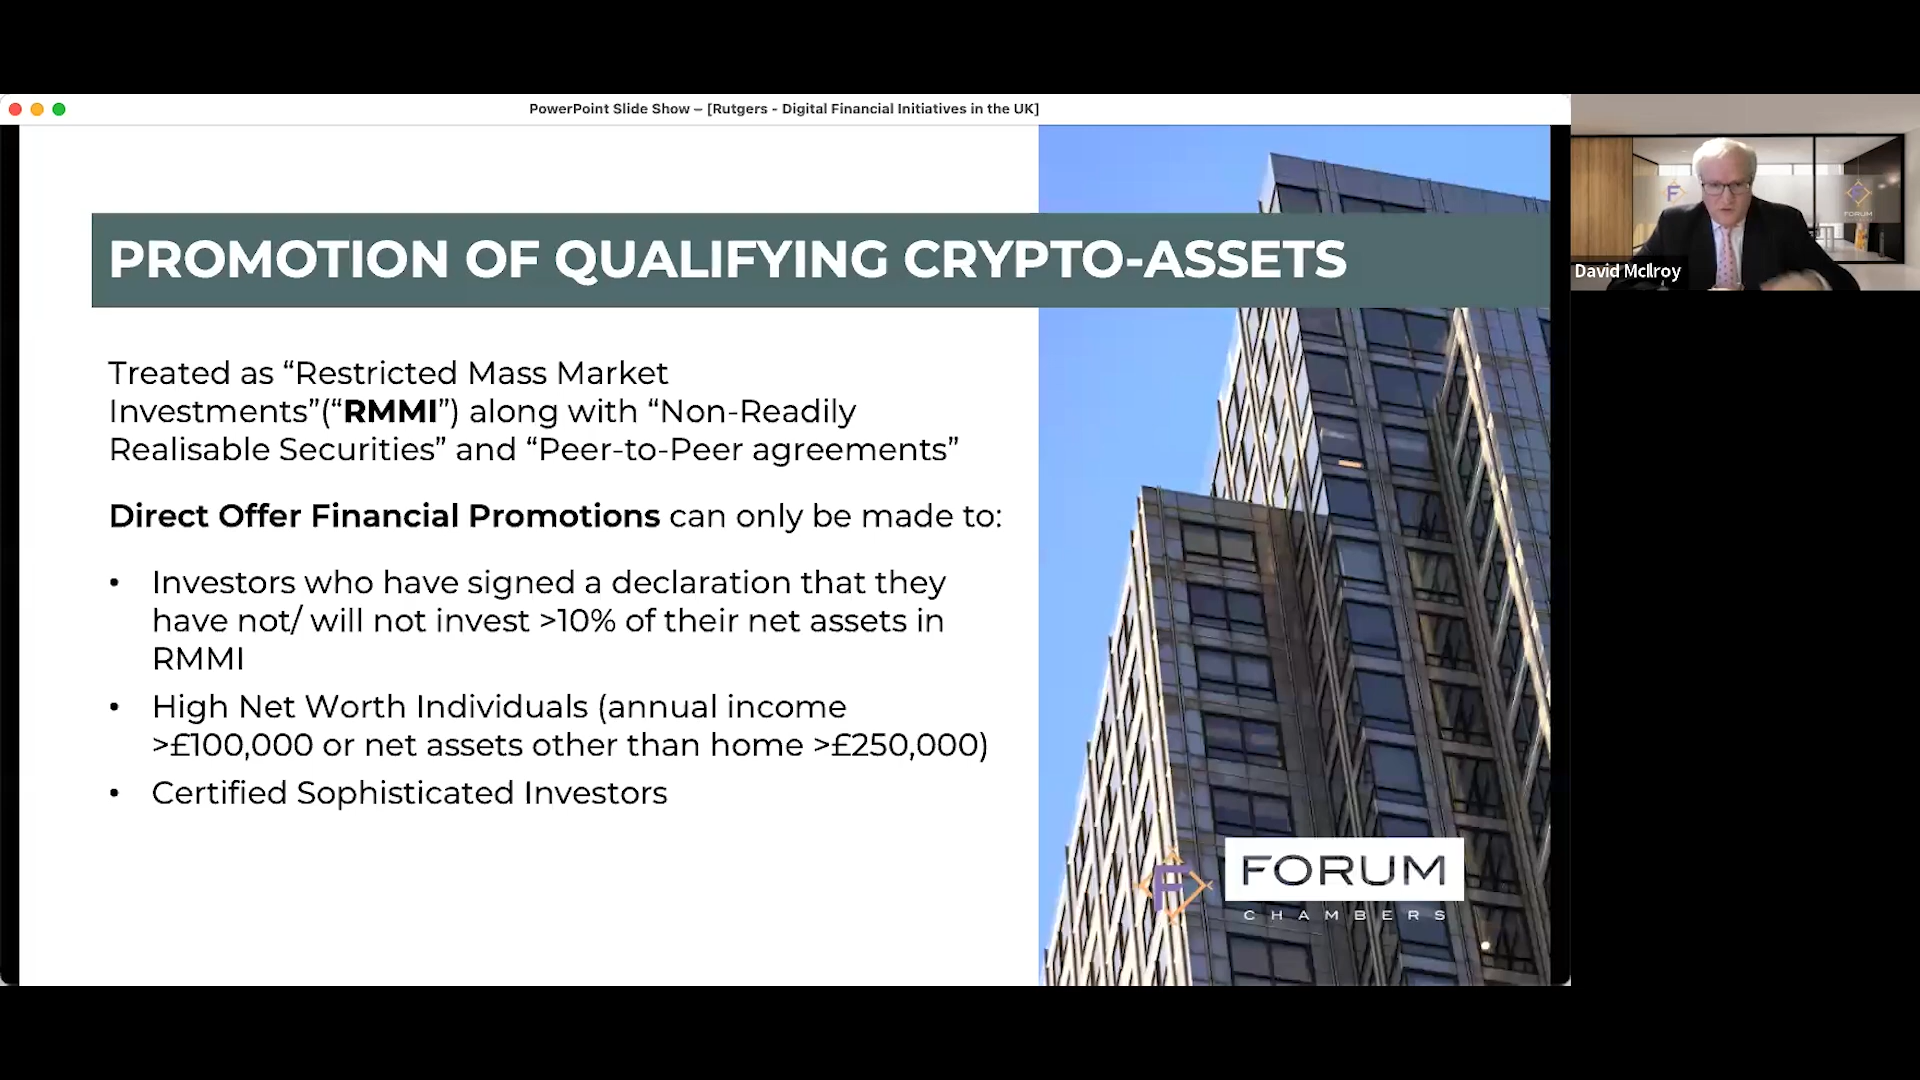 PowerPoint Slide Show – [Rutgers - Digital Financial Initiatives in the UK]
PROMOTION OF QUALIFYING CRYPTO-ASSETS
Treated as “Restricted Mass Market
Investments”(“RMMI”) along with “Non-Readily
Realisable Securities” and “Peer-to-Peer agreements”
Direct Offer Financial Promotions can only be made to:
• Investors who have signed a declaration that they
have not/ will not invest >10% of their net assets in
RMMI
• High Net Worth Individuals (annual income
>£100,000 or net assets other than home >£250,000)
• Certified Sophisticated Investors
F
FORUM
CHAMBERS
F
FORUM
David McIlroy